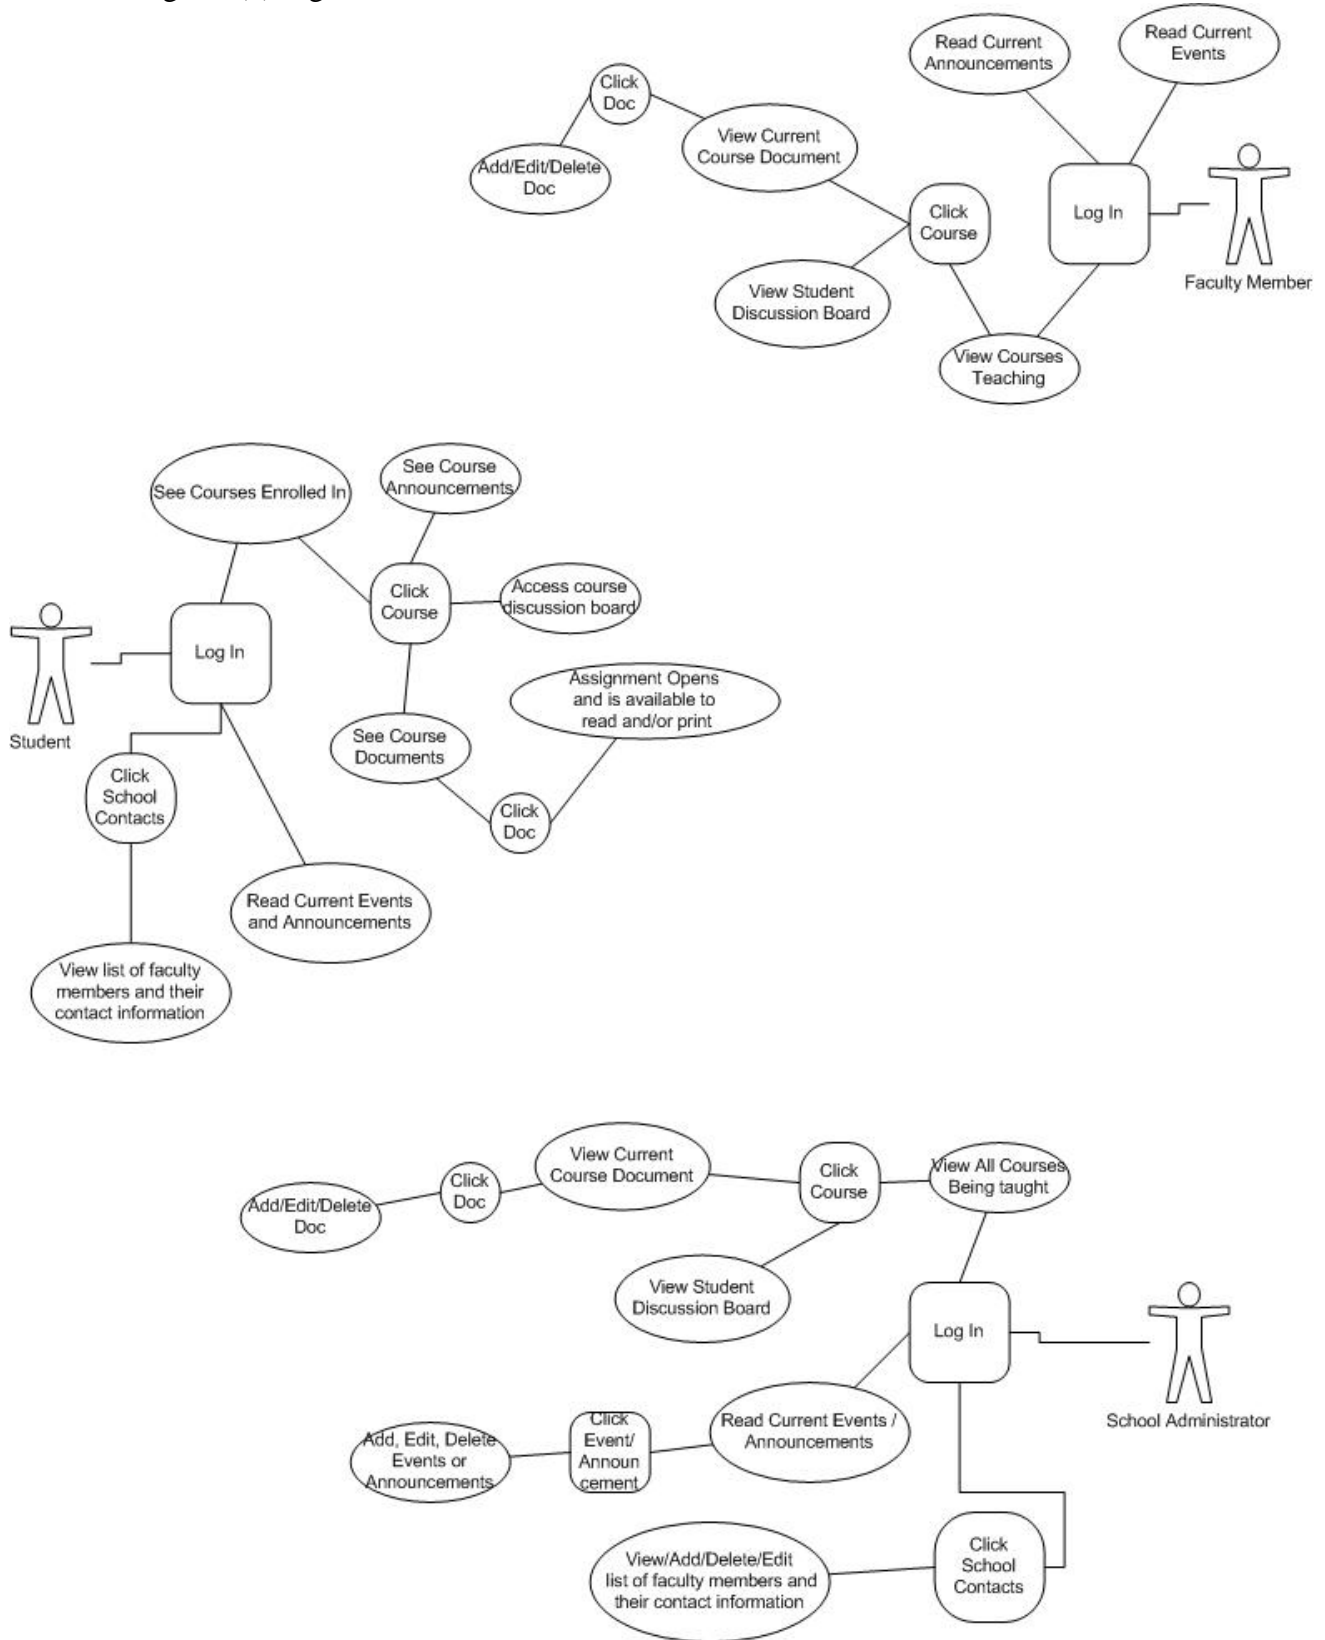 Read Current
Announcements
Read Current
Events
Click
Doc
View Current
Course Document
Add/Edit/Delete
Doc
Click
Course
Log In
View Student
Discussion Board
Faculty Member
View Courses
Teaching
See Courses Enrolled In
See Course
Announcements
Click
Course
Access course
discussion board
Log In
Student
Assignment Opens
and is available to
read and/or print
See Course
Documents
Click
Doc
Click
School
Contacts
Read Current Events
and Announcements
View list of faculty
members and their
contact information
View Current
Course Document
Click
Course
View All Courses
Being taught
Click
Doc
Add/Edit/Delete
Doc
View Student
Discussion Board
Log In
School Administrator
Read Current Events /
Announcements
Click
Event/
Announ
cement
Add, Edit, Delete
Events or
Announcements
Click
School
Contacts
View/Add/Delete/Edit
list of faculty members and
their contact information